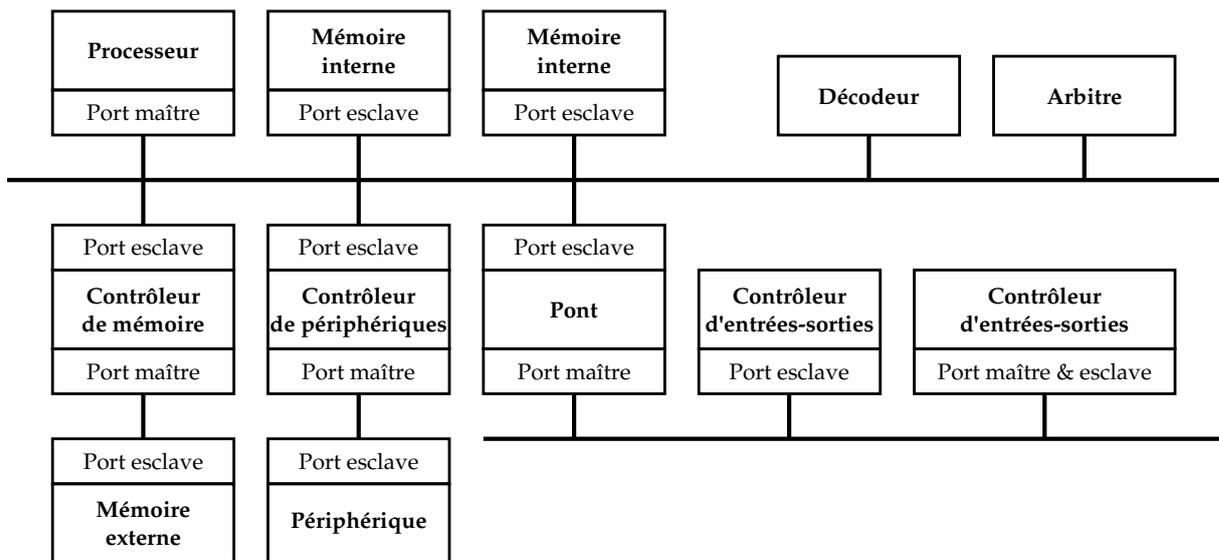 Processeur
Port maître
Mémoire
interne
Port esclave
Mémoire
interne
Port esclave
Décodeur
Arbitre
Port esclave
Contrôleur
de mémoire
Port maître
Port esclave
Contrôleur
de périphériques
Port maître
Port esclave
Pont
Port maître
Contrôleur
d'entrées-sorties
Port esclave
Contrôleur
d'entrées-sorties
Port maître & esclave
Port esclave
Mémoire
externe
Port esclave
Périphérique